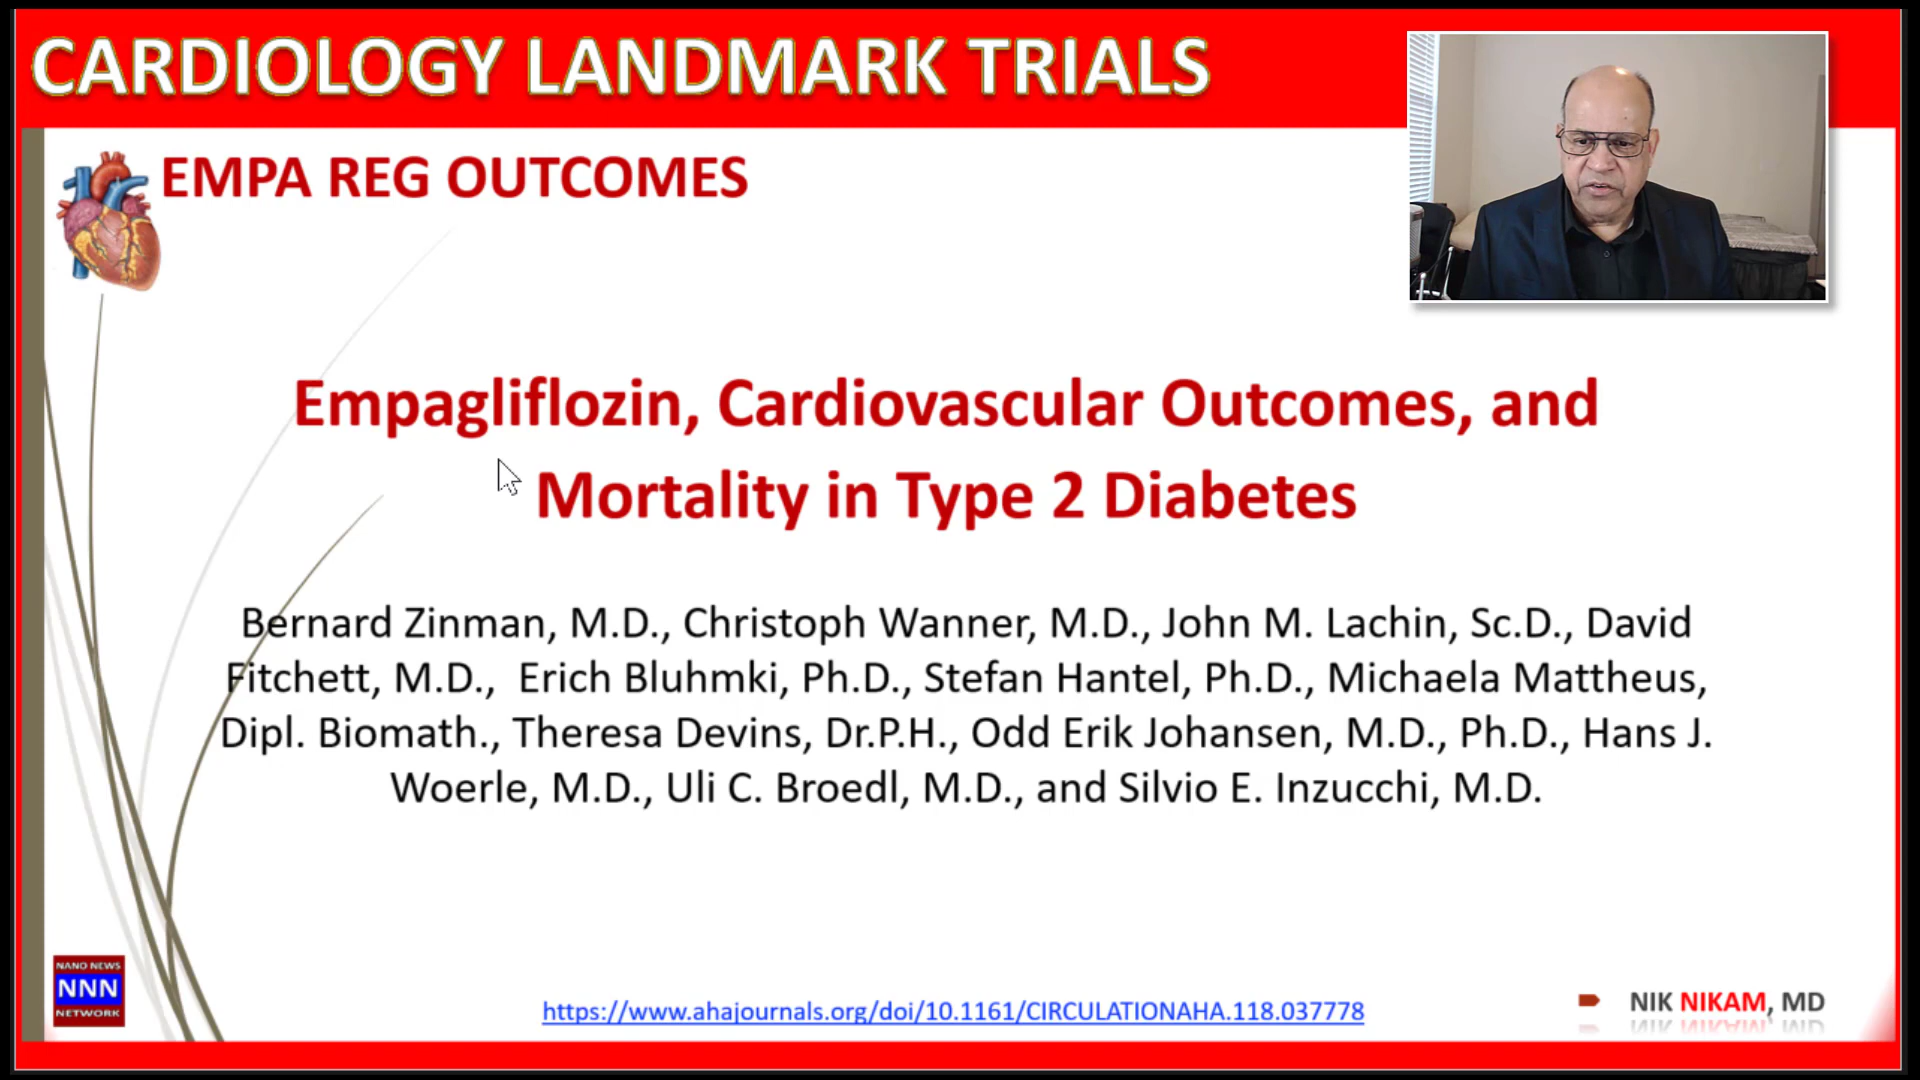 CARDIOLOGY LANDMARK TRIALS
EMPA REG OUTCOMES
Empagliflozin, Cardiovascular Outcomes, and
Mortality in Type 2 Diabetes
Bernard Zinman, M.D., Christoph Wanner, M.D., John M. Lachin, Sc.D., David
Fitchett, M.D., Erich Bluhmki, Ph.D., Stefan Hantel, Ph.D., Michaela Mattheus,
Dipl. Biomath., Theresa Devins, Dr.P.H., Odd Erik Johansen, M.D., Ph.D., Hans J.
Woerle, M.D., Uli C. Broedl, M.D., and Silvio E. Inzucchi, M.D.
NANO NEWS
NNN
NETWORK
https://www.ahajournals.org/doi/10.1161/CIRCULATIONAHA.118.037778
NIK NIKAM, MD